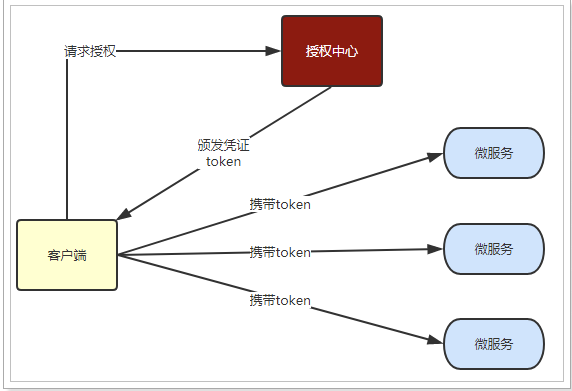 请求授权
授权中心
颁发凭证
token
微服务
携带token
客户端
携带token
微服务
携带token
微服务